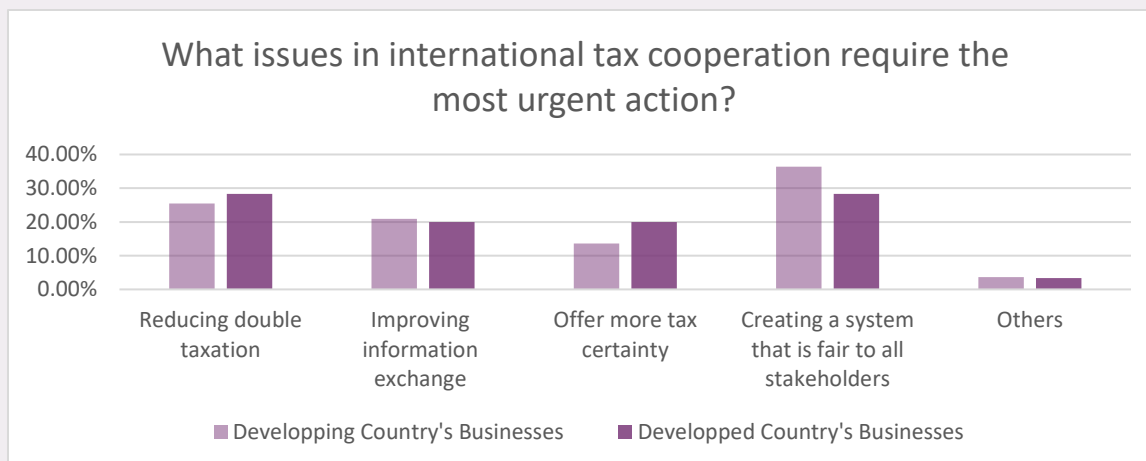 What issues in international tax cooperation require the
most urgent action?
40.00%
30.00%
20.00%
10.00%
0.00%
Reducing double
taxation
Improving
information
exchange
Offer more tax
certainty
Creating a system
that is fair to all
stakeholders
Others
Developping Country's Businesses
Developped Country's Businesses